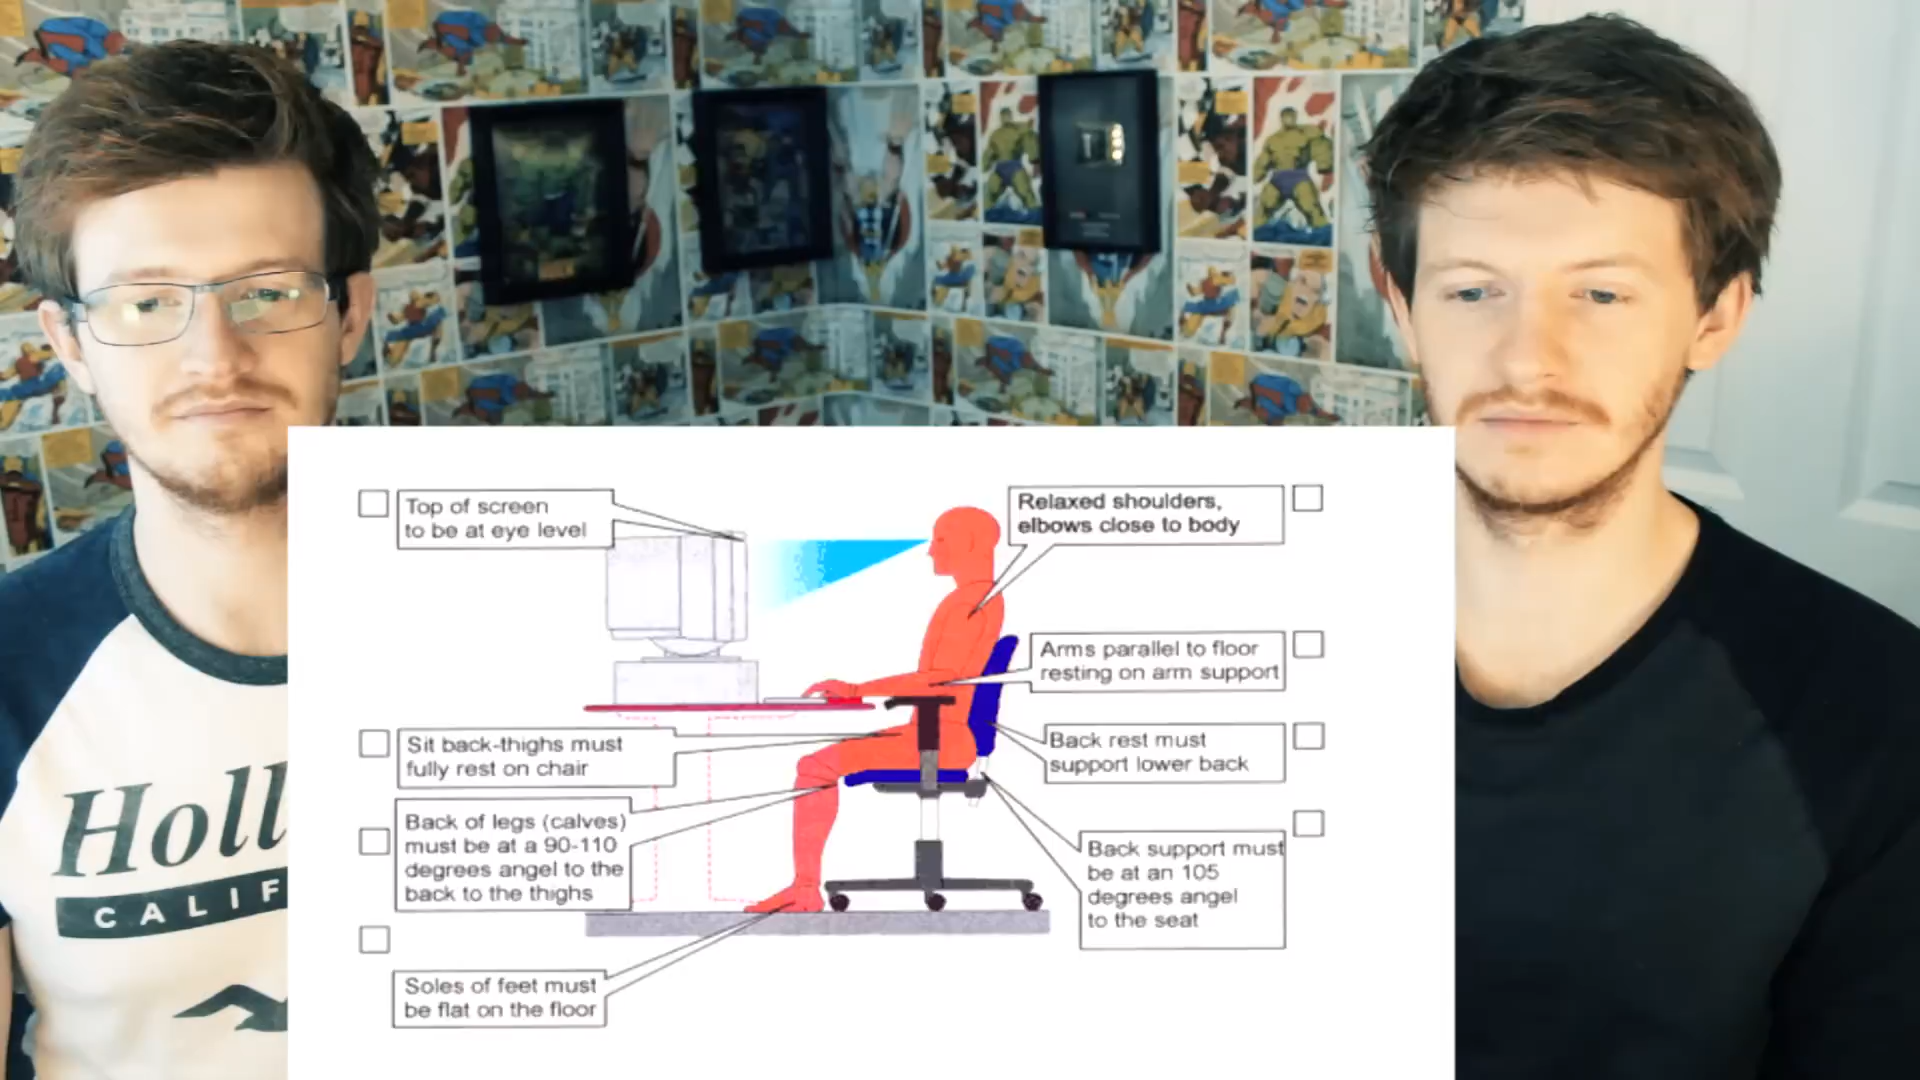 Top of screen
to be at eye level
Relaxed shoulders,
elbows close to body
Arms parallel to floor
resting on arm support
Sit back-thighs must
fully rest on chair
Back rest must
support lower back
Back of legs (calves)
must be at a 90-110
degrees angel to the
back to the thighs
Back support must
be at an 105
degrees angel
to the seat
Soles of feet must
be flat on the floor
Holl
CALIF